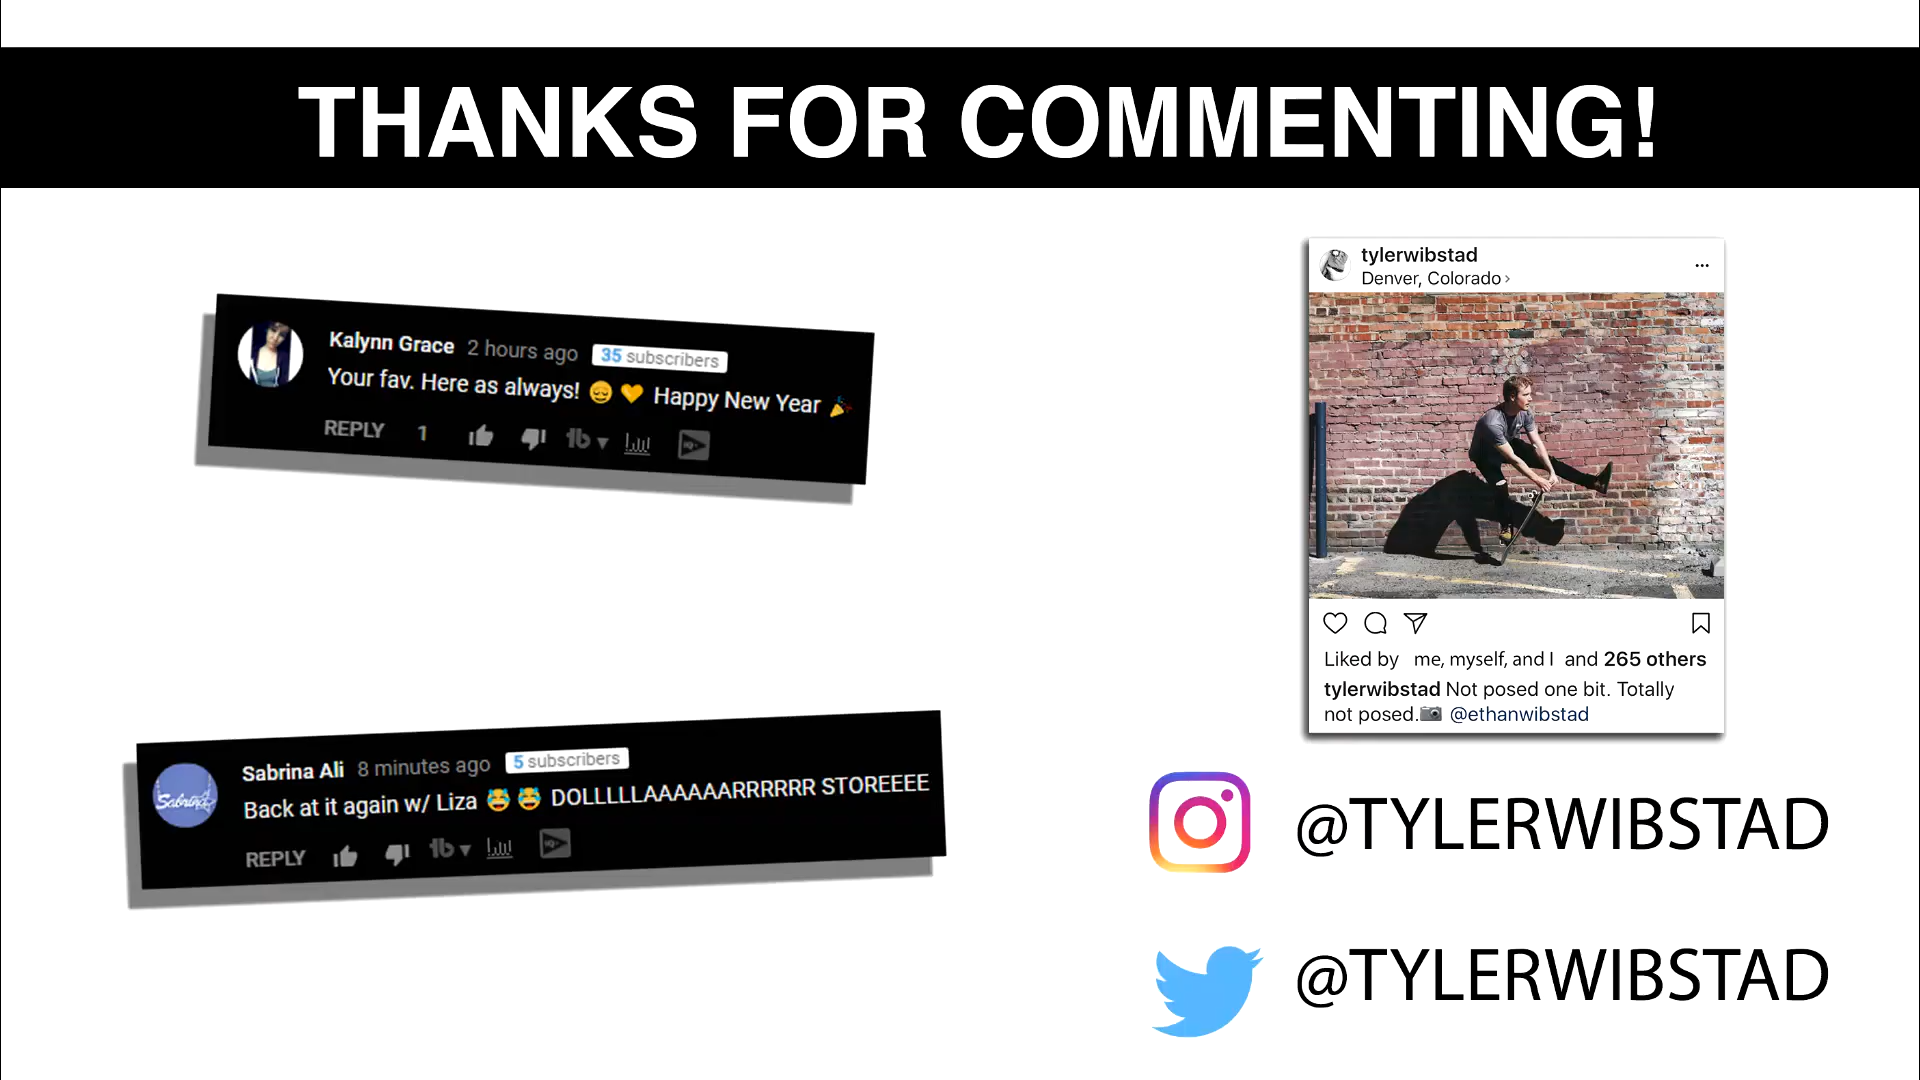 THANKS FOR COMMENTING!
Kalynn Grace 2 hours ago 35 subscribers
Your fav. Here as always! 😌 💛 Happy New Year 🎉
REPLY 1
Sabrina Ali 8 minutes ago 5 subscribers
Back at it again w/ Liza 😂 😂 DOLLLLLAAAAAARRRRRR STOREEEE
Sabrina
REPLY
tylerwibstad
Denver, Colorado ›
Liked by me, myself, and I and 265 others
tylerwibstad Not posed one bit. Totally
not posed.📷 @ethanwibstad
@TYLERWIBSTAD
@TYLERWIBSTAD